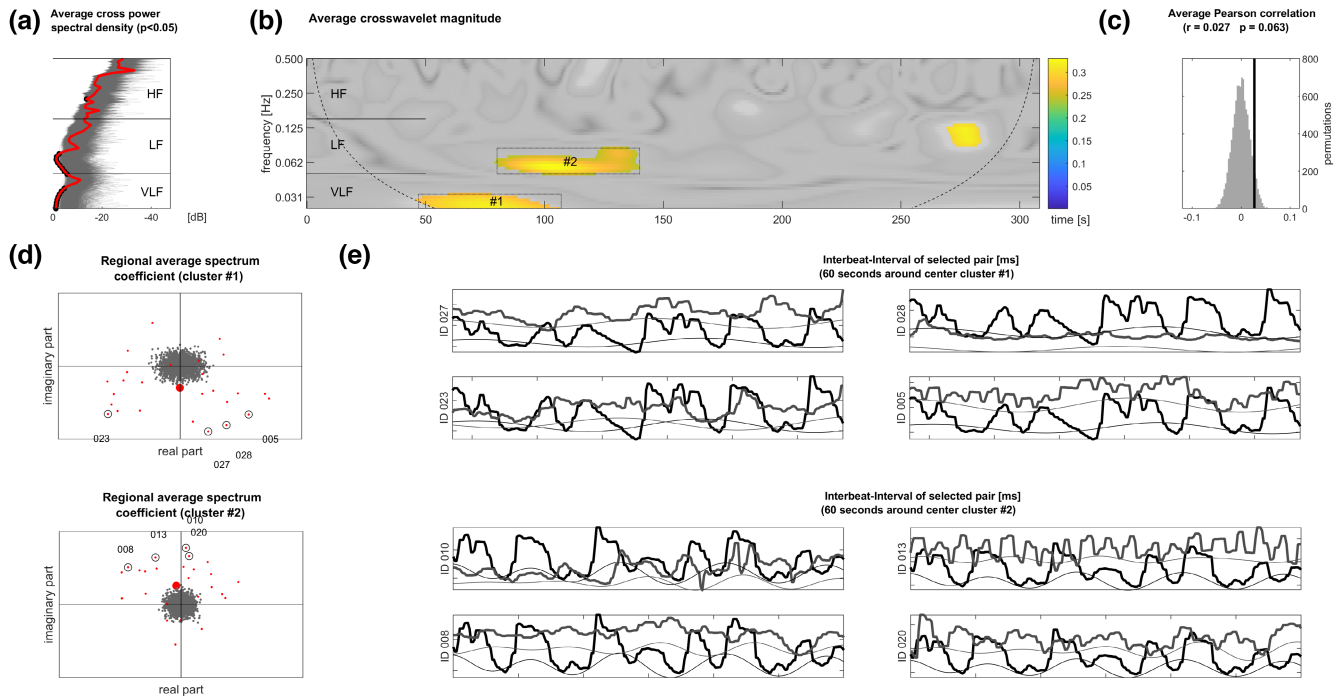 (a)
Average cross power
spectral density (p<0.05)
HF
LF
VLF
0
-20
-40
[dB]
(b)
Average crosswavelet magnitude
frequency [Hz]
0.500
0.250
0.125
0.062
0.031
HF
LF
VLF
#2
#1
0
50
100
150
200
250
300
time [s]
0.3
0.25
0.2
0.15
0.1
0.05
(c)
Average Pearson correlation
(r = 0.027 p = 0.063)
800
600
400
200
0
permutations
-0.1
0
0.1
(d)
Regional average spectrum
coefficient (cluster #1)
imaginary part
real part
023
005
028
027
Regional average spectrum
coefficient (cluster #2)
010
020
013
008
imaginary part
real part
(e)
Interbeat-Interval of selected pair [ms]
(60 seconds around center cluster #1)
ID 027
ID 028
ID 023
ID 005
Interbeat-Interval of selected pair [ms]
(60 seconds around center cluster #2)
ID 010
ID 013
ID 008
ID 020